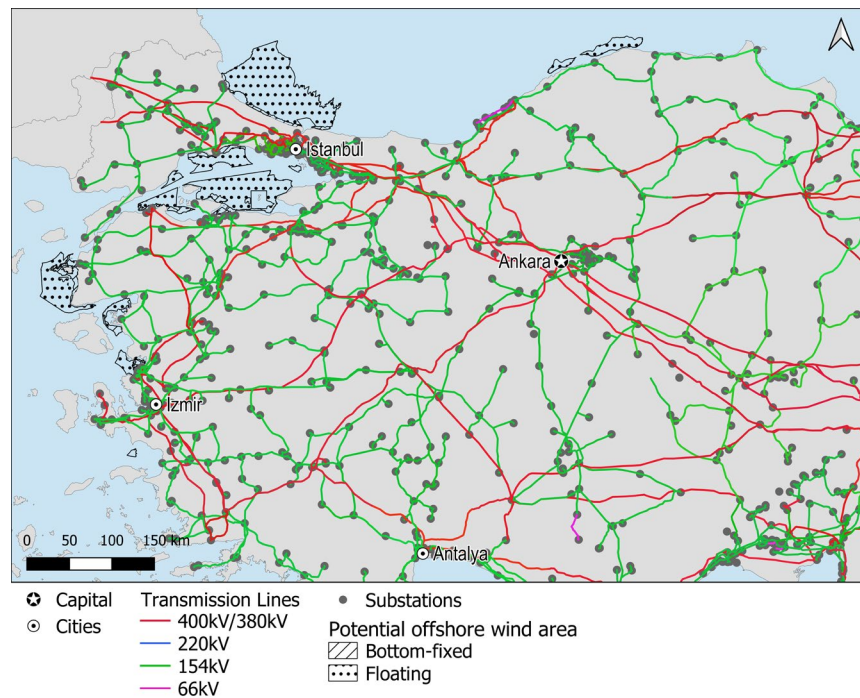 Istanbul
Ankara
Izmir
Antalya
0 50 100 150 km
Capital
Cities
Transmission Lines
400kV/380kV
220kV
154kV
66kV
Substations
Potential offshore wind area
Bottom-fixed
Floating